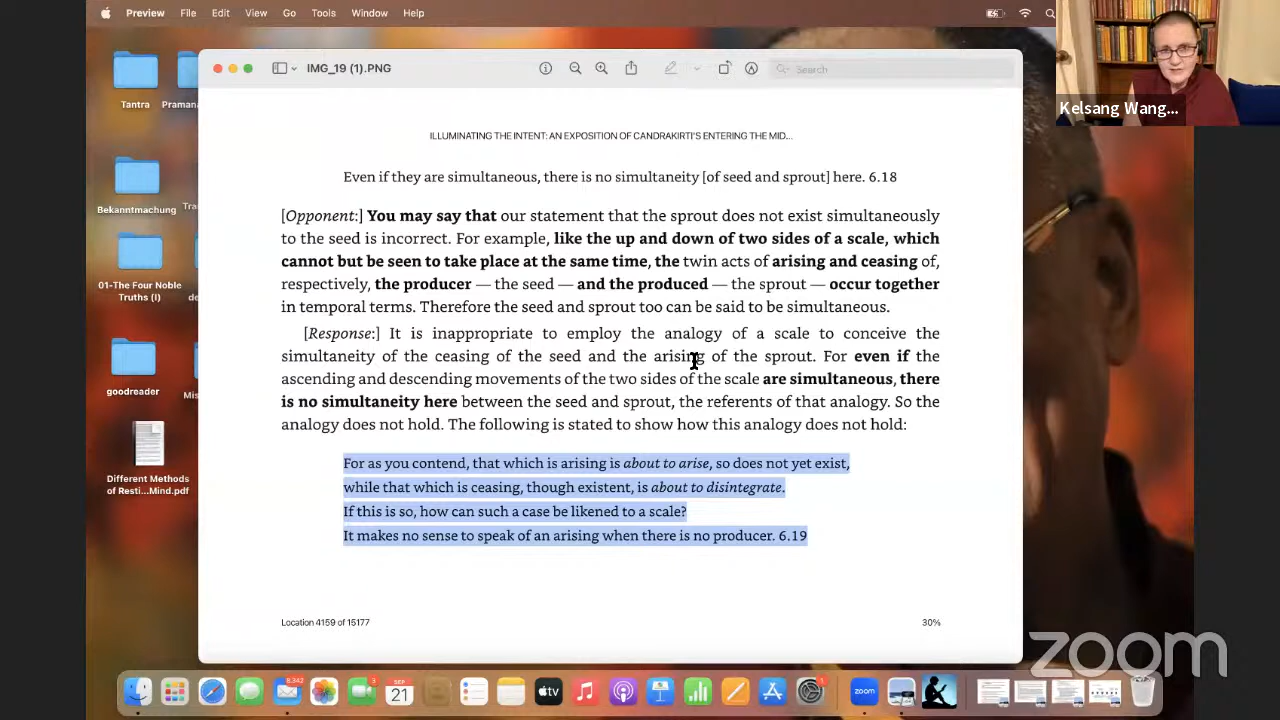 Preview File Edit View Go Tools Window Help
IMG_19 (1).PNG
Search
Kelsang Wang...
Tantra
Pramana
Bekanntmachung
01-The Four Noble
Truths (I)
goodreader
Different Methods
of Resti...Mind.pdf
ILLUMINATING THE INTENT: AN EXPOSITION OF CANDRAKIRTI'S ENTERING THE MID...
Even if they are simultaneous, there is no simultaneity [of seed and sprout] here. 6.18
[Opponent:] You may say that our statement that the sprout does not exist simultaneously
to the seed is incorrect. For example, like the up and down of two sides of a scale, which
cannot but be seen to take place at the same time, the twin acts of arising and ceasing of,
respectively, the producer — the seed — and the produced — the sprout — occur together
in temporal terms. Therefore the seed and sprout too can be said to be simultaneous.
[Response:] It is inappropriate to employ the analogy of a scale to conceive the
simultaneity of the ceasing of the seed and the arising of the sprout. For even if the
ascending and descending movements of the two sides of the scale are simultaneous, there
is no simultaneity here between the seed and sprout, the referents of that analogy. So the
analogy does not hold. The following is stated to show how this analogy does not hold:
For as you contend, that which is arising is about to arise, so does not yet exist,
while that which is ceasing, though existent, is about to disintegrate.
If this is so, how can such a case be likened to a scale?
It makes no sense to speak of an arising when there is no producer. 6.19
Location 4159 of 15177
30%
zoom
8,342
3
SEP
21
tv
zoom
1